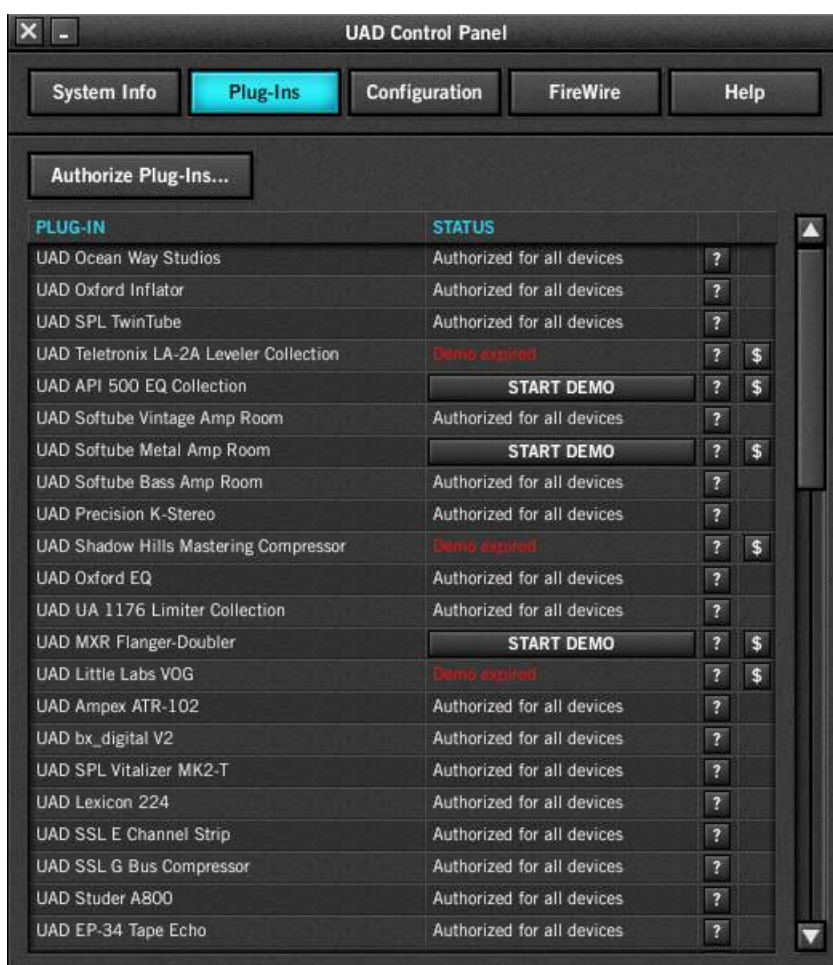 X - UAD Control Panel
System Info Plug-Ins Configuration FireWire Help
Authorize Plug-Ins...
PLUG-IN STATUS
UAD Ocean Way Studios Authorized for all devices ?
UAD Oxford Inflator Authorized for all devices ?
UAD SPL TwinTube Authorized for all devices ?
UAD Teletronix LA-2A Leveler Collection Demo expired ? $
UAD API 500 EQ Collection START DEMO ? $
UAD Softube Vintage Amp Room Authorized for all devices ?
UAD Softube Metal Amp Room START DEMO ? $
UAD Softube Bass Amp Room Authorized for all devices ?
UAD Precision K-Stereo Authorized for all devices ?
UAD Shadow Hills Mastering Compressor Demo expired ? $
UAD Oxford EQ Authorized for all devices ?
UAD UA 1176 Limiter Collection Authorized for all devices ?
UAD MXR Flanger-Doubler START DEMO ? $
UAD Little Labs VOG Demo expired ? $
UAD Ampex ATR-102 Authorized for all devices ?
UAD bx_digital V2 Authorized for all devices ?
UAD SPL Vitalizer MK2-T Authorized for all devices ?
UAD Lexicon 224 Authorized for all devices ?
UAD SSL E Channel Strip Authorized for all devices ?
UAD SSL G Bus Compressor Authorized for all devices ?
UAD Studer A800 Authorized for all devices ?
UAD EP-34 Tape Echo Authorized for all devices ?